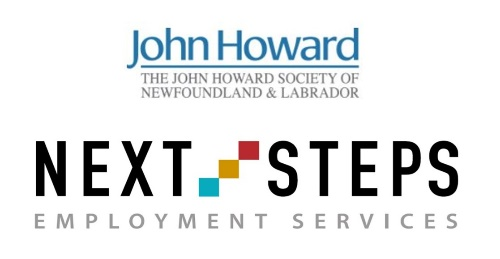 John Howard
THE JOHN HOWARD SOCIETY OF
NEWFOUNDLAND & LABRADOR
NEXT STEPS
EMPLOYMENT SERVICES